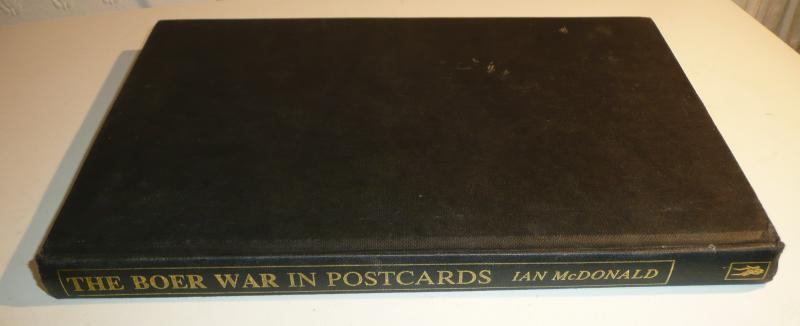 THE BOER WAR IN POSTCARDS IAN McDONALD